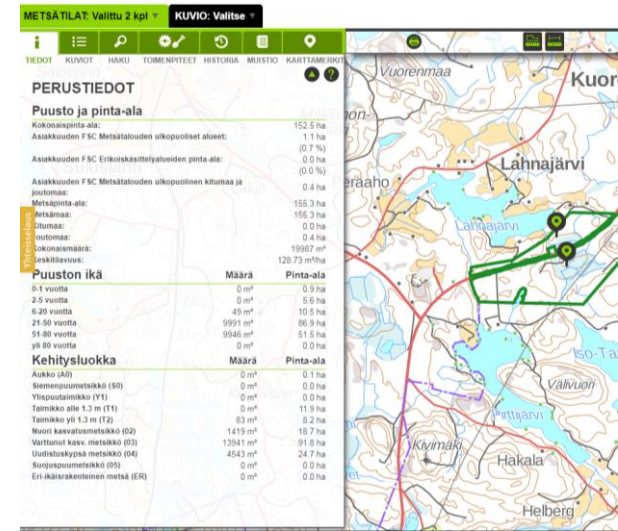 METSÄTILAT: Valittu 2 kpl
KUVIO: Valitse
TIEDOT KUVIOT HAKU TOIMENPITEET HISTORIA MUISTIO KARTTAMERKIT
PERUSTIEDOT
Puusto ja pinta-ala
Kokonaispinta-ala: 152.5 ha
Asiakkuuden FSC Metsätalouden ulkopuoliset alueet: 1.1 ha
(0.7 %)
Asiakkuuden FSC Erikoiskäsittelyalueiden pinta-ala: 0.0 ha
(0.0 %)
Asiakkuuden FSC Metsätalouden ulkopuolinen kitumaa ja
joutomaa: 0.4 ha
Metsäpinta-ala: 155.3 ha
Metsämaa: 155.3 ha
Kitumaa: 0.0 ha
Joutomaa: 0.4 ha
Kokonaismäärä: 19987 m³
Keskitilavuus: 128.73 m³/ha
Yhteiselaus
Puuston ikä Määrä Pinta-ala
0-1 vuotta 0 m³ 0.9 ha
2-5 vuotta 0 m³ 5.6 ha
6-20 vuotta 49 m³ 10.5 ha
21-50 vuotta 9991 m³ 86.9 ha
51-80 vuotta 9946 m³ 51.5 ha
yli 80 vuotta 0 m³ 0.0 ha
Kehitysluokka Määrä Pinta-ala
Aukko (A0) 0 m³ 0.1 ha
Siemenpuumetsikkö (S0) 0 m³ 0.0 ha
Ylispuutaimikko (Y1) 0 m³ 0.0 ha
Taimikko alle 1.3 m (T1) 0 m³ 11.9 ha
Taimikko yli 1.3 m (T2) 83 m³ 8.2 ha
Nuori kasvatusmetsikkö (02) 1419 m³ 18.7 ha
Varttunut kasv. metsikkö (03) 13941 m³ 91.8 ha
Uudistuskypsä metsikkö (04) 4543 m³ 24.7 ha
Suojuspuumetsikkö (05) 0 m³ 0.0 ha
Eri-ikäisrakenteinen metsä (ER) 0 m³ 0.0 ha
Vuorenmaa
Kuor
Lahnajärvi
eräaho
Lahnajärvi
Iso-Ta
Välivuori
Pirttijärvi
Kivimäki
Hakala
Helberg